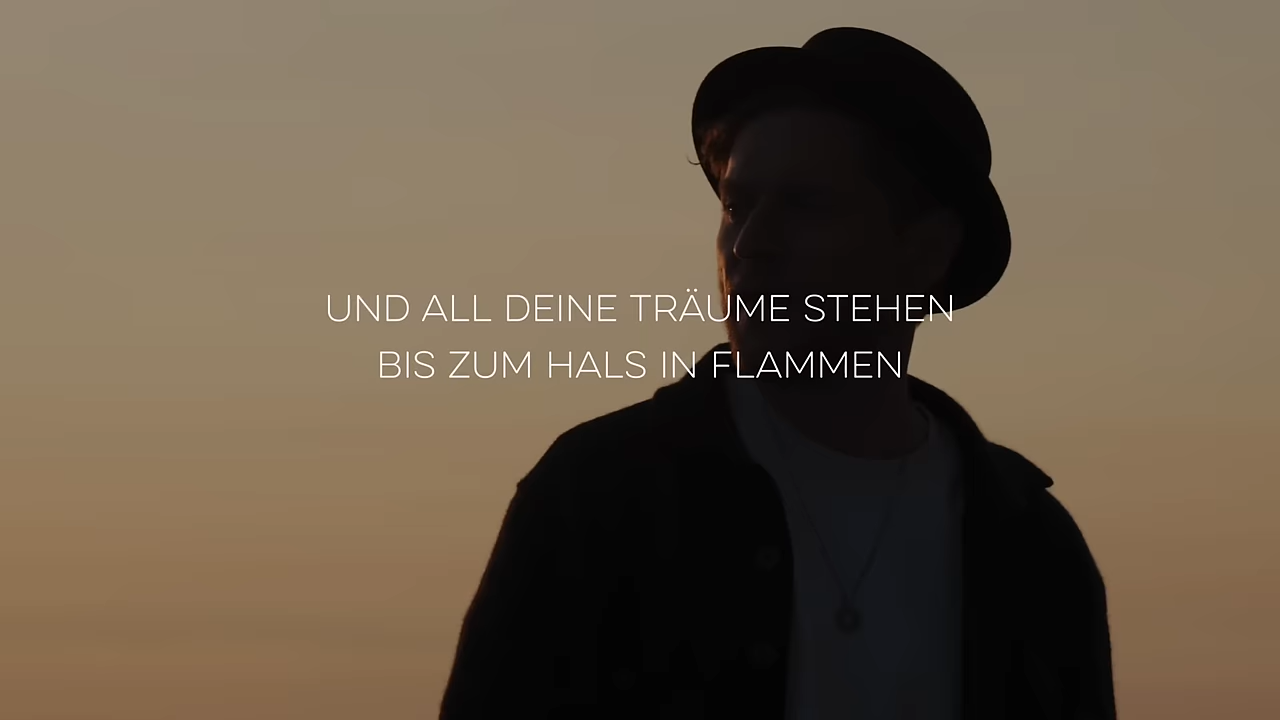 UND ALL DEINE TRÄUME STEHEN
BIS ZUM HALS IN FLAMMEN